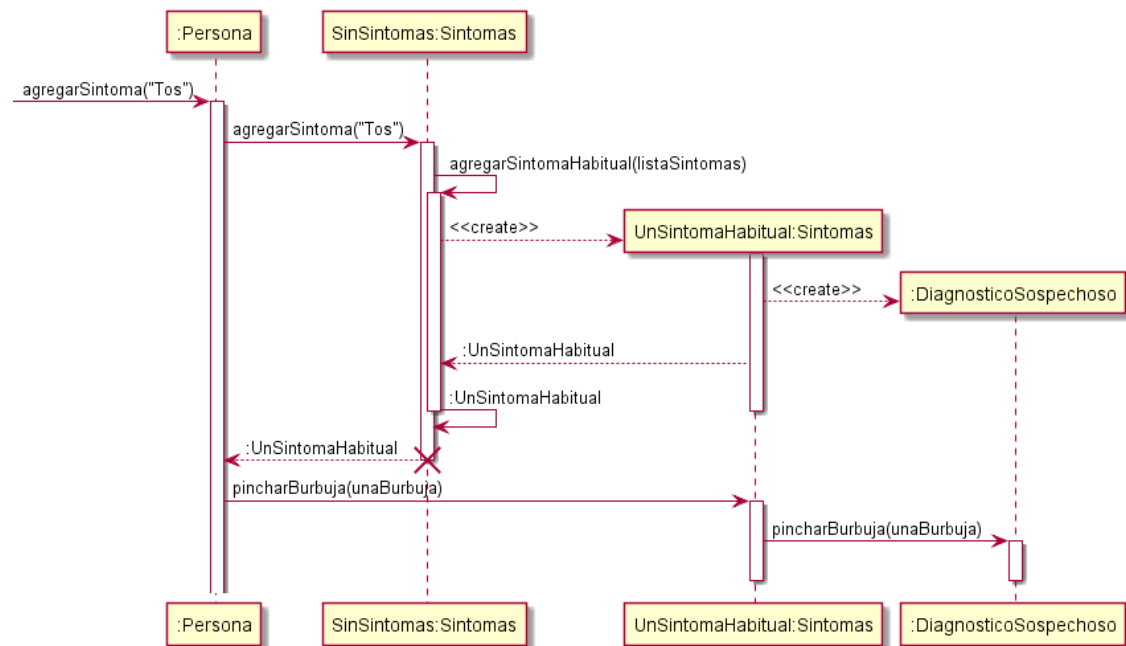 :Persona
SinSintomas:Sintomas
agregarSintoma("Tos")
agregarSintoma("Tos")
agregarSintomaHabitual(listaSintomas)
<<create>>
UnSintomaHabitual:Sintomas
<<create>>
:DiagnosticoSospechoso
:UnSintomaHabitual
:UnSintomaHabitual
:UnSintomaHabitual
pincharBurbuja(unaBurbuja)
pincharBurbuja(unaBurbuja)
:Persona
SinSintomas:Sintomas
UnSintomaHabitual:Sintomas
:DiagnosticoSospechoso